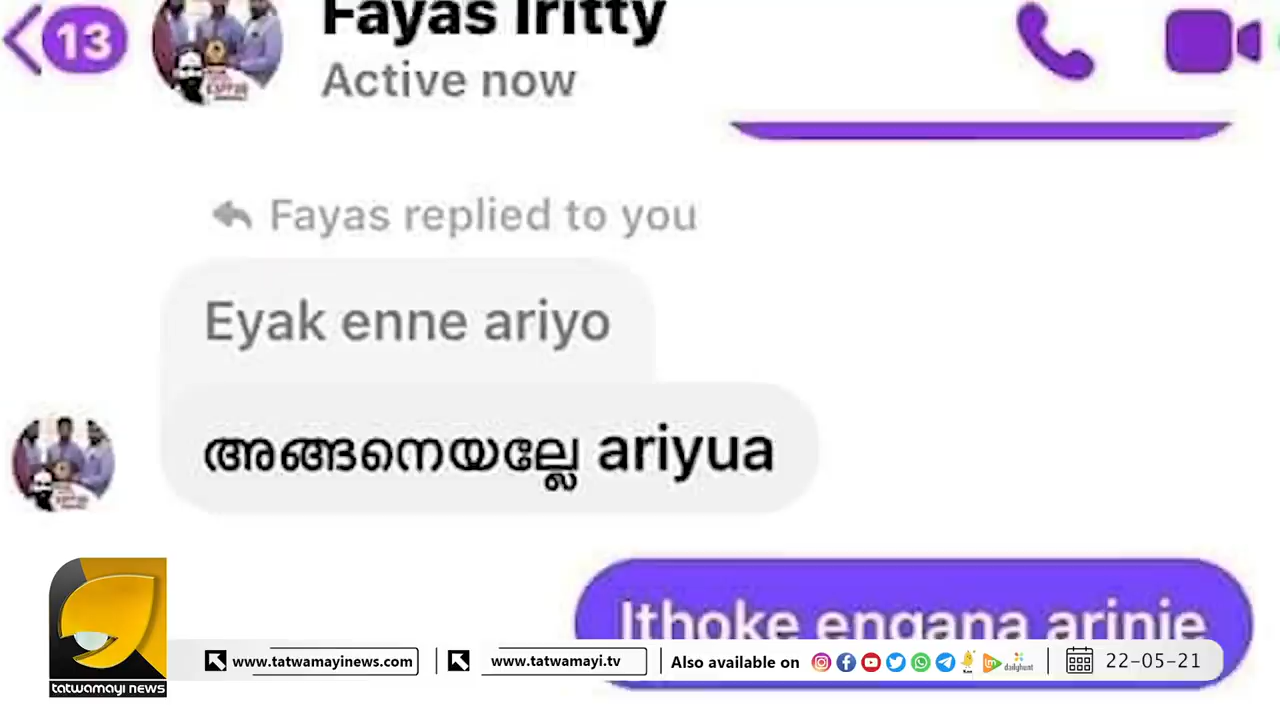 13
Fayas Iritty
Active now
Fayas replied to you
Eyak enne ariyo
അങ്ങനെയല്ലേ ariyua
Ithoke engana arinje
www.tatwamayinews.com | www.tatwamayi.tv | Also available on dailyhunt | 22-05-21
tatwamayi news